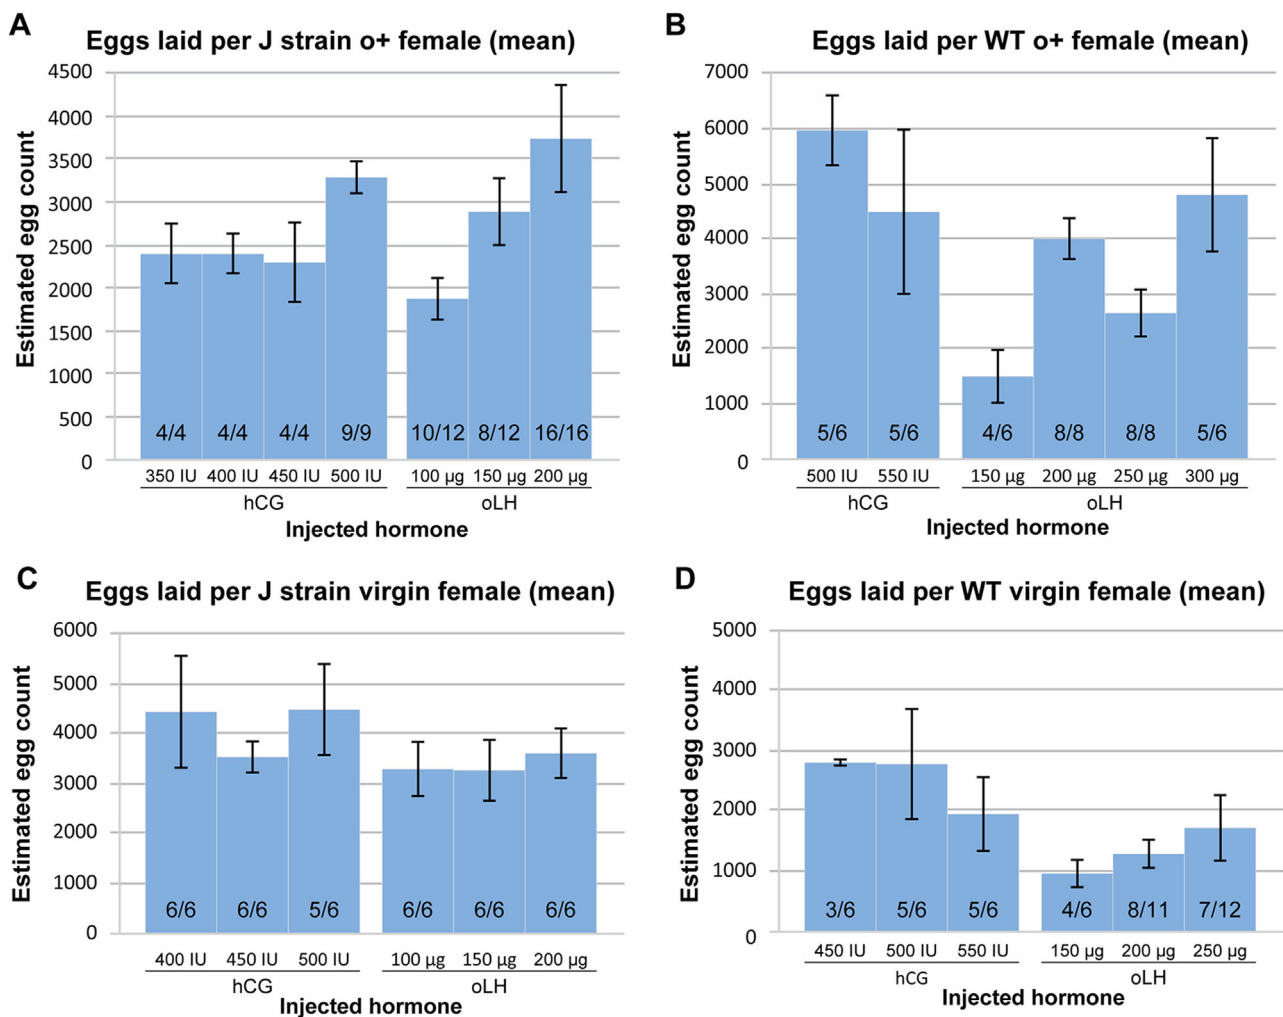 A
Eggs laid per J strain o+ female (mean)
Estimated egg count
4500
4000
3500
3000
2500
2000
1500
1000
500
0
4/4 4/4 4/4 9/9 10/12 8/12 16/16
350 IU 400 IU 450 IU 500 IU 100 µg 150 µg 200 µg
hCG oLH
Injected hormone
B
Eggs laid per WT o+ female (mean)
Estimated egg count
7000
6000
5000
4000
3000
2000
1000
0
5/6 5/6 4/6 8/8 8/8 5/6
500 IU 550 IU 150 µg 200 µg 250 µg 300 µg
hCG oLH
Injected hormone
C
Eggs laid per J strain virgin female (mean)
Estimated egg count
6000
5000
4000
3000
2000
1000
0
6/6 6/6 5/6 6/6 6/6 6/6
400 IU 450 IU 500 IU 100 µg 150 µg 200 µg
hCG oLH
Injected hormone
D
Eggs laid per WT virgin female (mean)
Estimated egg count
5000
4000
3000
2000
1000
0
3/6 5/6 5/6 4/6 8/11 7/12
450 IU 500 IU 550 IU 150 µg 200 µg 250 µg
hCG oLH
Injected hormone